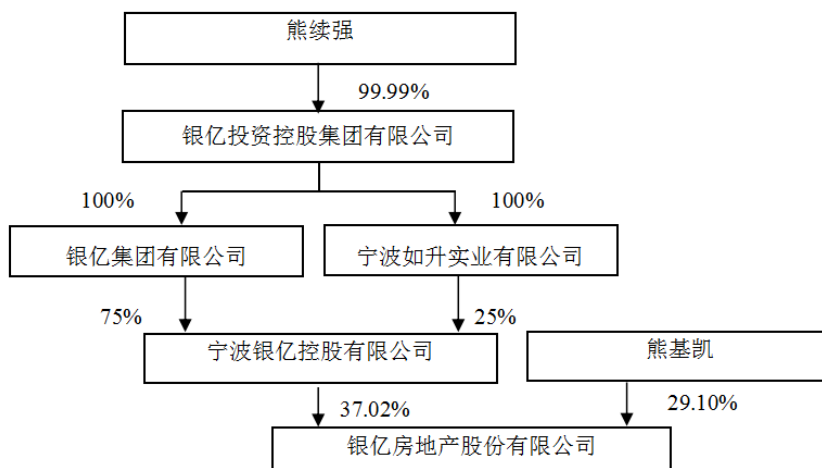 熊续强
99.99%
银亿投资控股集团有限公司
100%
100%
银亿集团有限公司
宁波如升实业有限公司
75%
25%
宁波银亿控股有限公司
熊基凯
37.02%
29.10%
银亿房地产股份有限公司